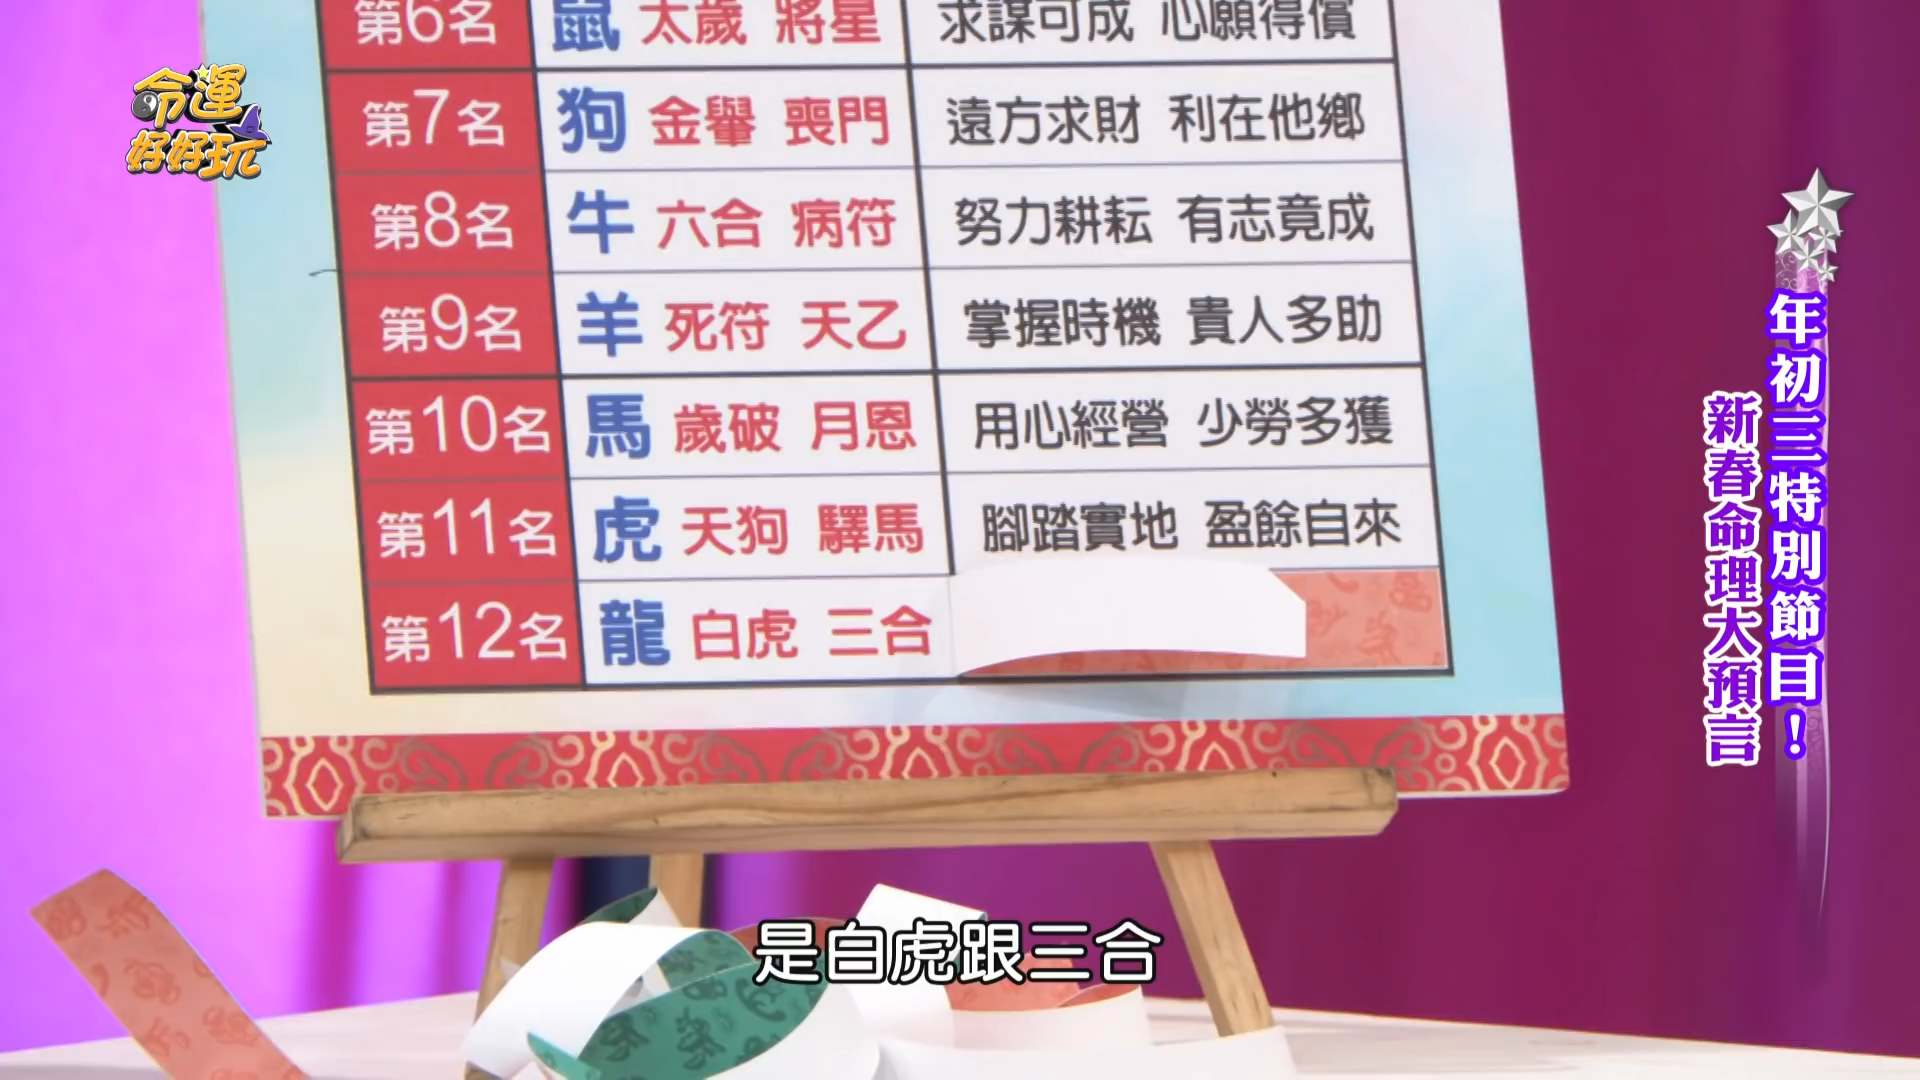 命運
好好玩
第6名 鼠 太歲 將星 求謀可成 心願得償
第7名 狗 金轝 喪門 遠方求財 利在他鄉
第8名 牛 六合 病符 努力耕耘 有志竟成
第9名 羊 死符 天乙 掌握時機 貴人多助
第10名 馬 歲破 月恩 用心經營 少勞多獲
第11名 虎 天狗 驛馬 腳踏實地 盈餘自來
第12名 龍 白虎 三合
年初三特別節目！
新春命理大預言
是白虎跟三合